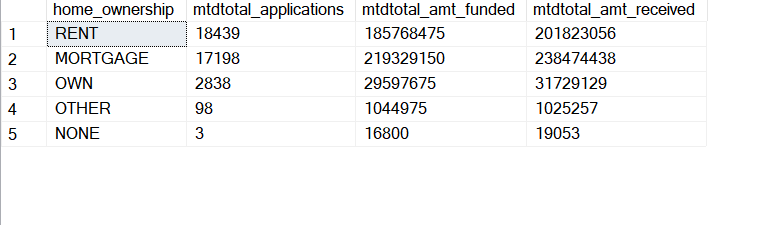 home_ownership mtdtotal_applications mtdtotal_amt_funded mtdtotal_amt_received
1 RENT 18439 185768475 201823056
2 MORTGAGE 17198 219329150 238474438
3 OWN 2838 29597675 31729129
4 OTHER 98 1044975 1025257
5 NONE 3 16800 19053